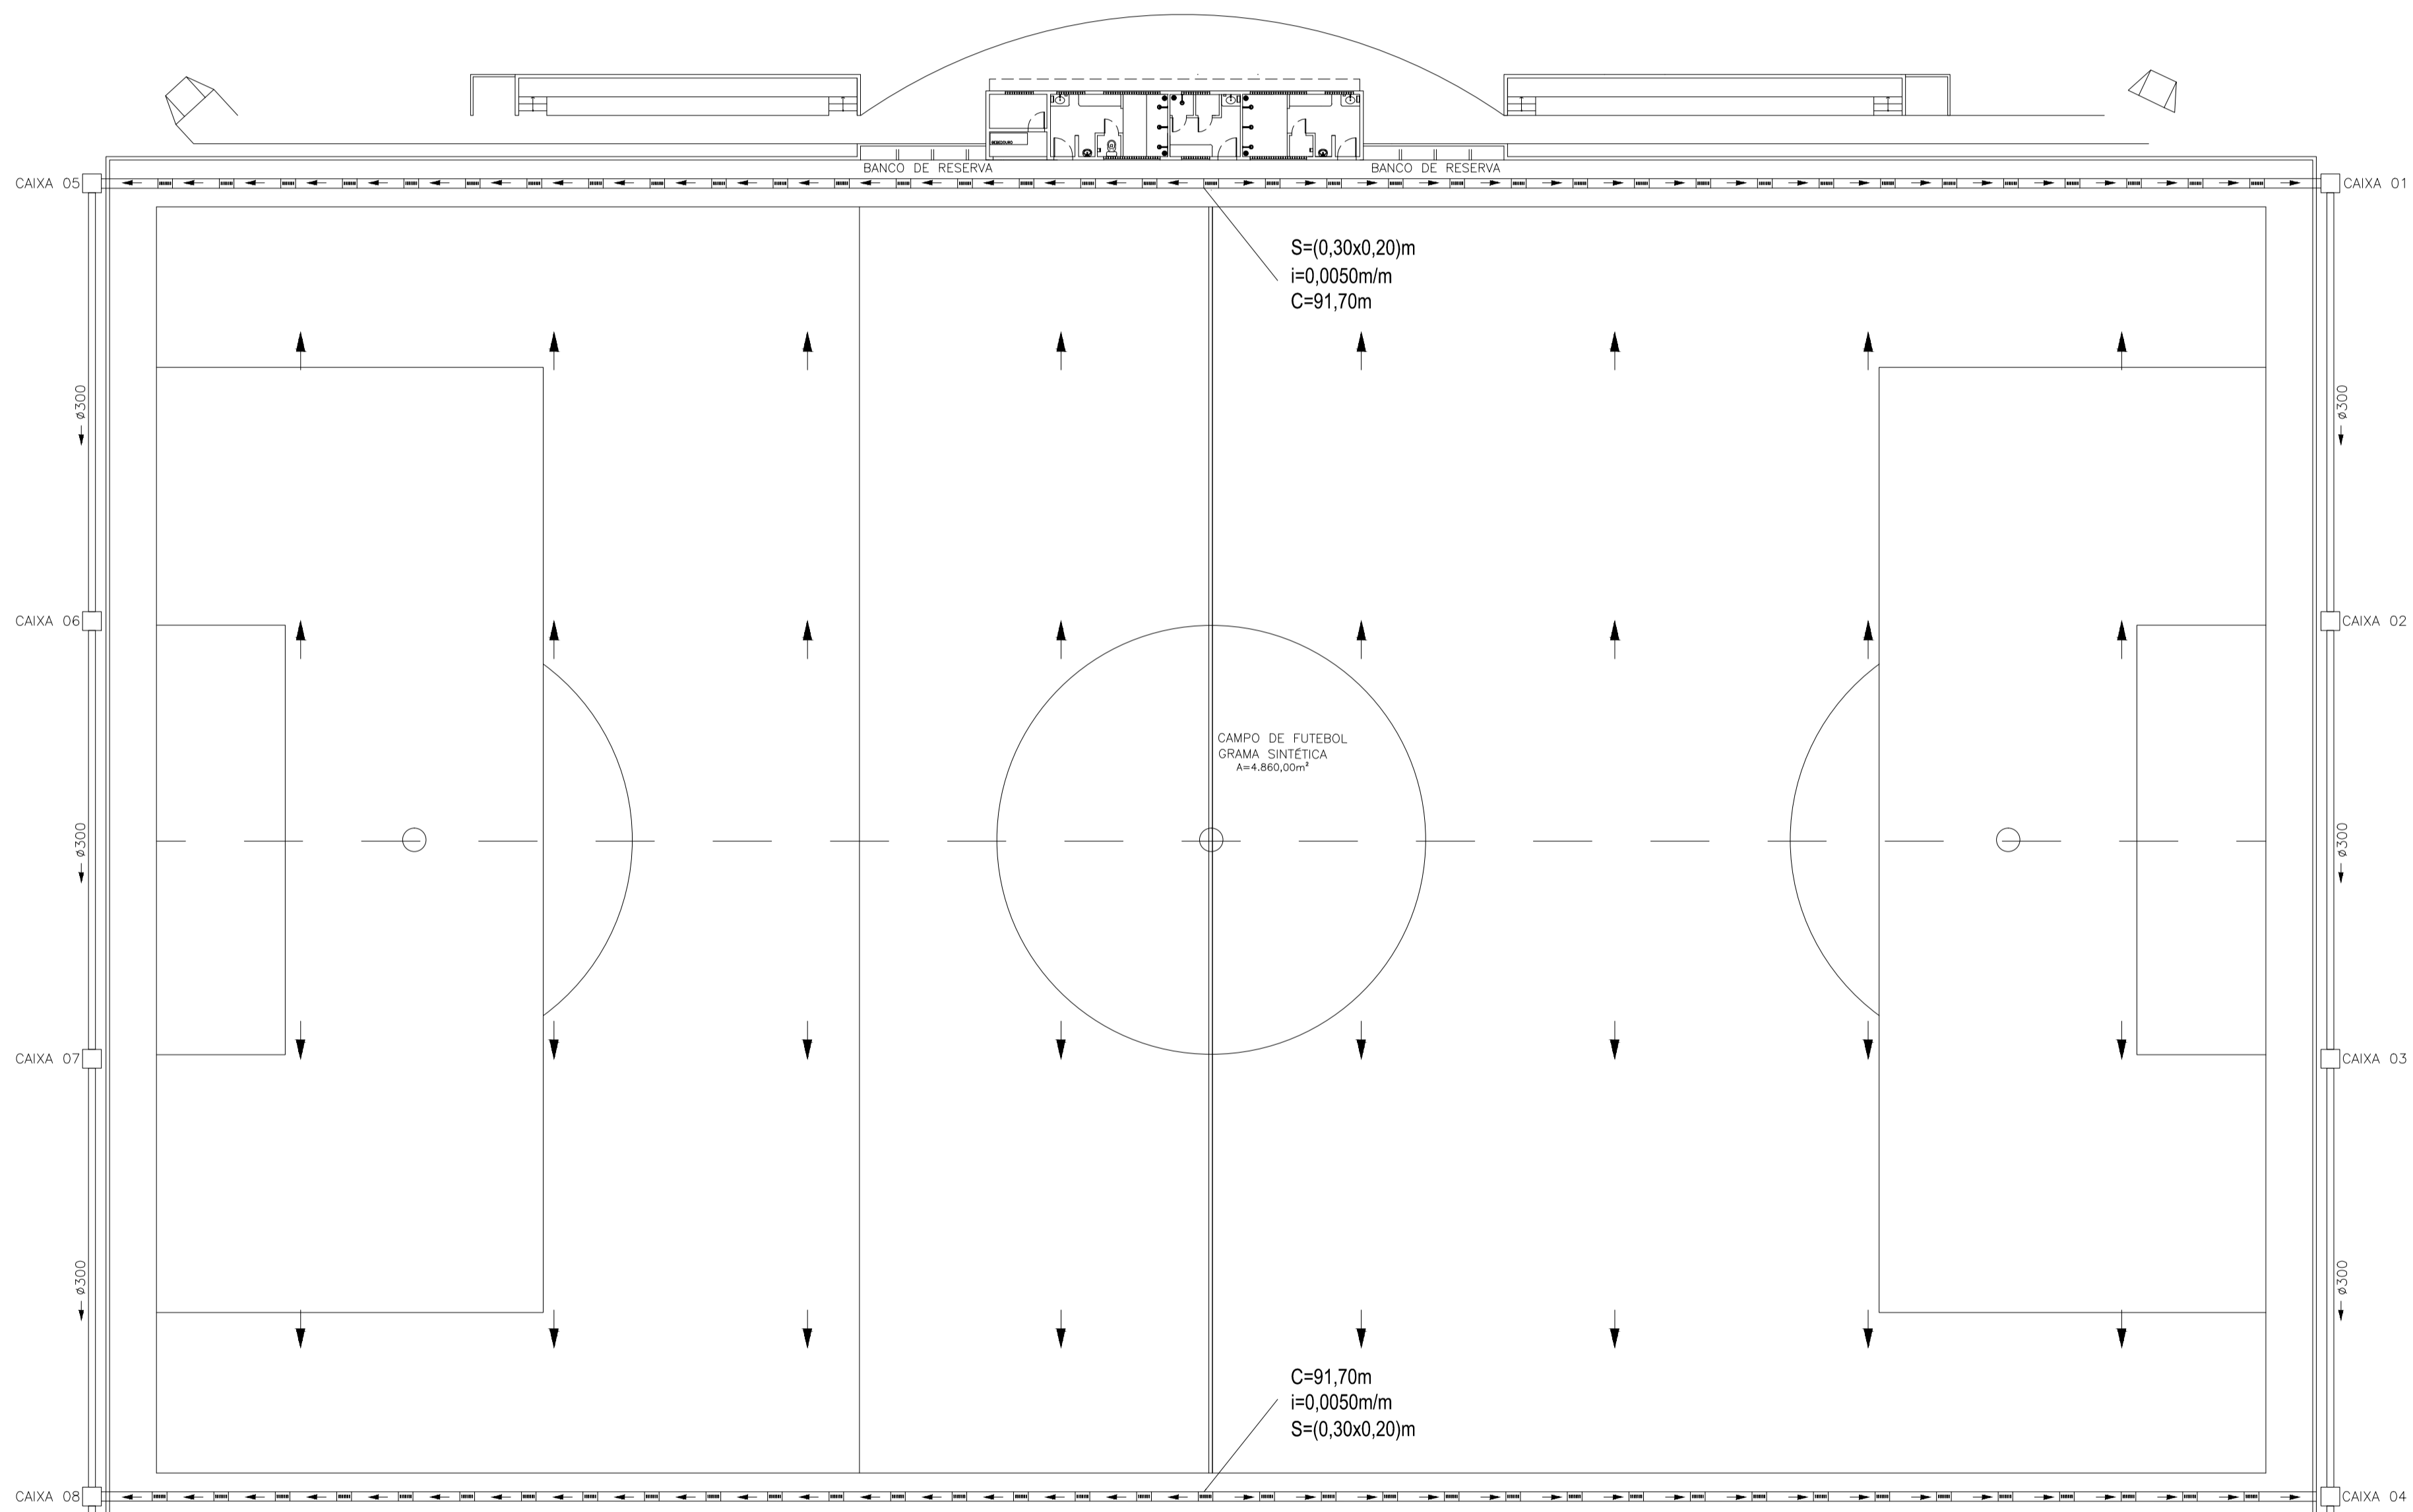 BEBEDOURO
BANCO DE RESERVA
BANCO DE RESERVA
CAIXA 05
CAIXA 01
S=(0,30x0,20)m
i=0,0050m/m
C=91,70m
ø300
ø300
CAIXA 06
CAIXA 02
CAMPO DE FUTEBOL
GRAMA SINTÉTICA
A=4.860,00m²
ø300
ø300
CAIXA 07
CAIXA 03
ø300
ø300
C=91,70m
i=0,0050m/m
S=(0,30x0,20)m
CAIXA 08
CAIXA 04